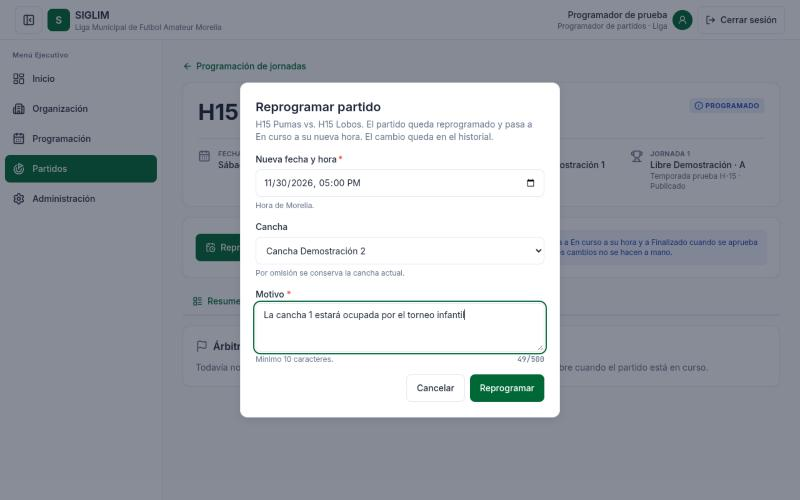 S
SIGLIM
Liga Municipal de Futbol Amateur Morelia
Programador de prueba
Programador de partidos · Liga
Cerrar sesión
Menú Ejecutivo
Inicio
Organización
Programación
Partidos
Administración
Programación de jornadas
H15
PROGRAMADO
FECHA
Sába
ostración 1
JORNADA 1
Libre Demostración · A
Temporada prueba H-15 ·
Publicado
Repr
a a En curso a su hora y a Finalizado cuando se aprueba
s cambios no se hacen a mano.
Resume
Árbitr
Todavía no
bre cuando el partido está en curso.
Reprogramar partido
H15 Pumas vs. H15 Lobos. El partido queda reprogramado y pasa a
En curso a su nueva hora. El cambio queda en el historial.
Nueva fecha y hora *
11/30/2026, 05:00 PM
Hora de Morelia.
Cancha
Cancha Demostración 2
Por omisión se conserva la cancha actual.
Motivo *
La cancha 1 estará ocupada por el torneo infantil
Mínimo 10 caracteres.
49/500
Cancelar
Reprogramar